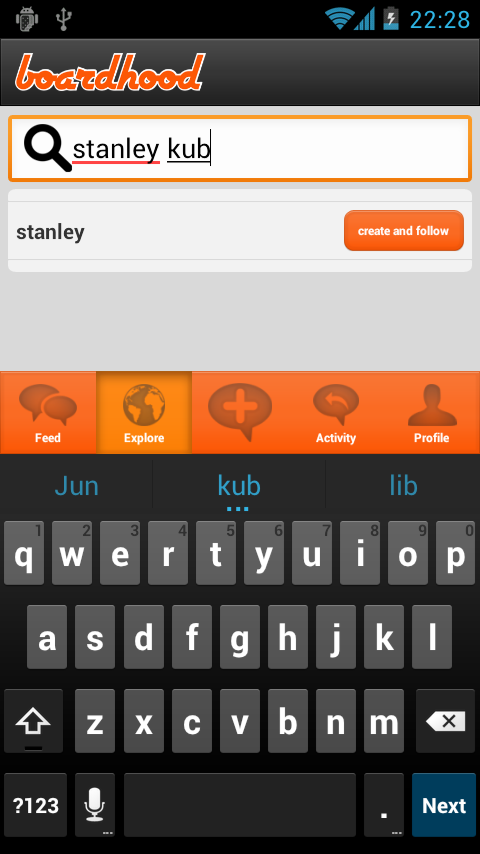 22:28
boardhood
stanley kub
stanley
create and follow
Feed
Explore
Activity
Profile
Jun kub lib
...
1 2 3 4 5 6 7 8 9 0
q w e r t y u i o p
a s d f g h j k l
z x c v b n m
?123 ... . ... Next